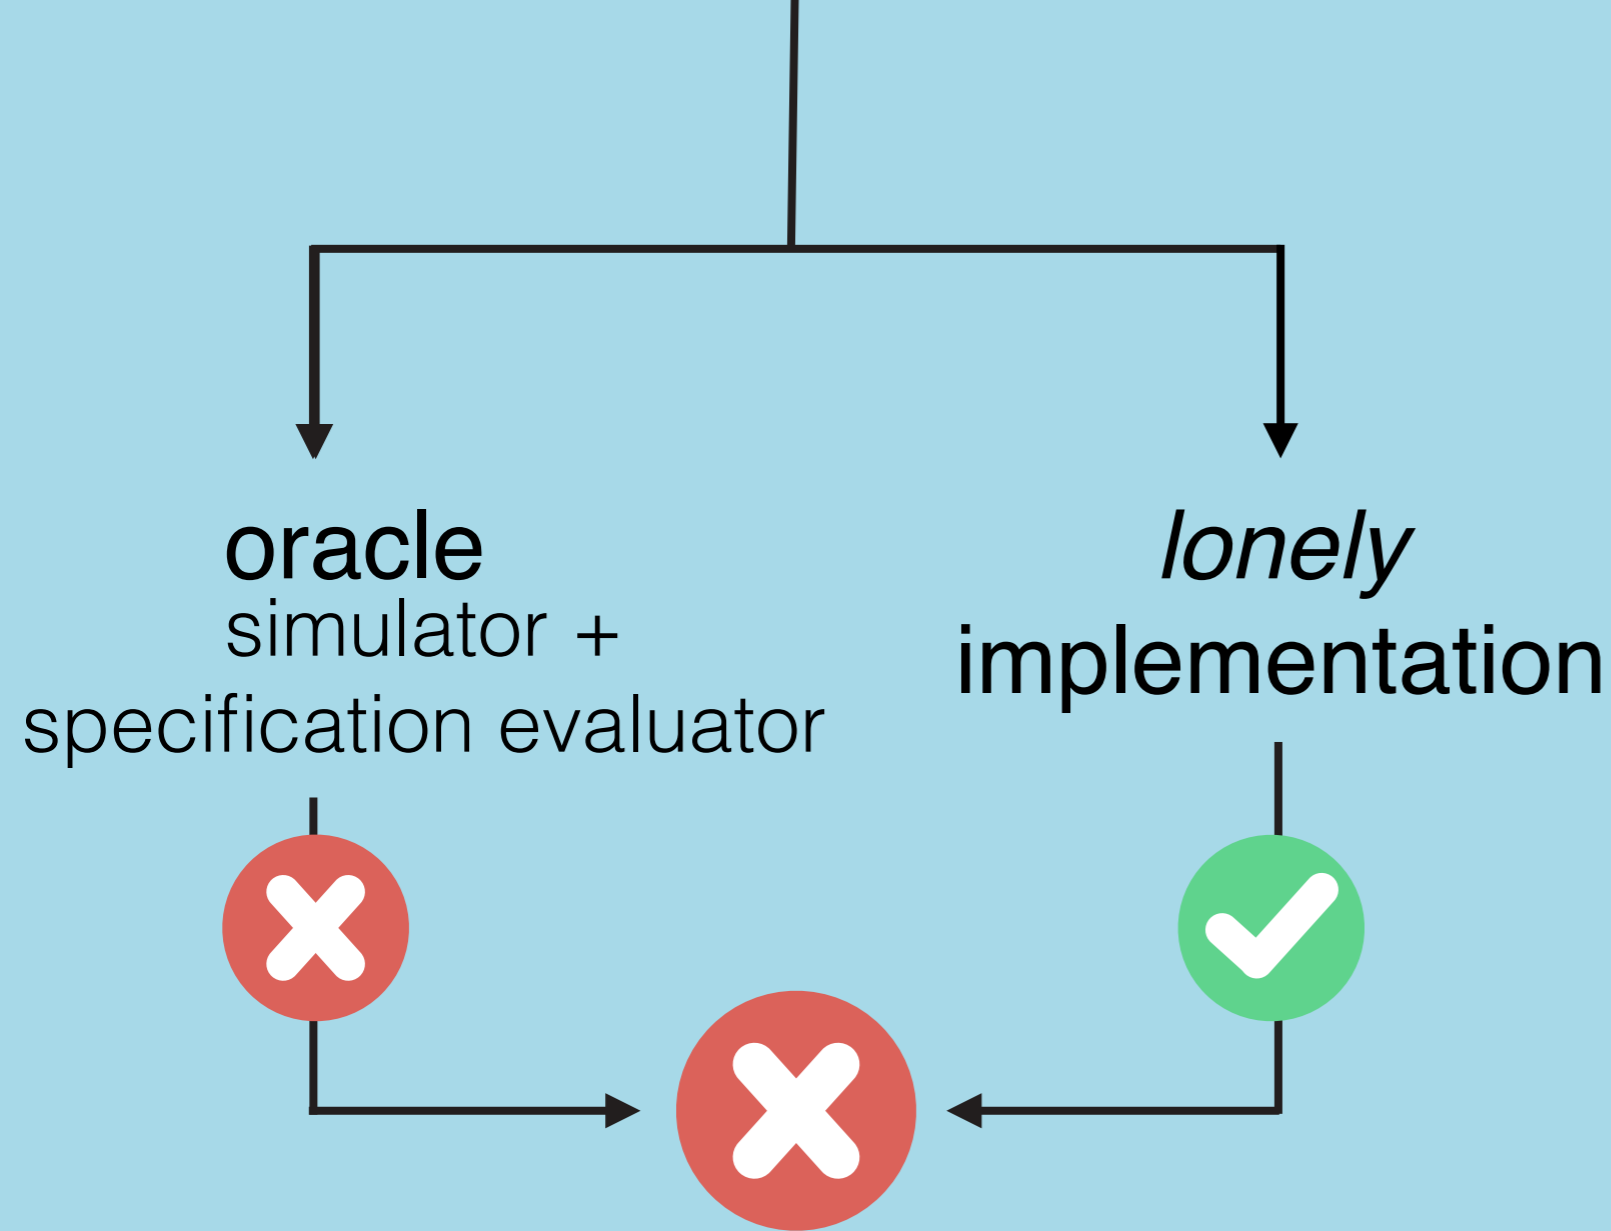 oracle
simulator +
specification evaluator
lonely
implementation